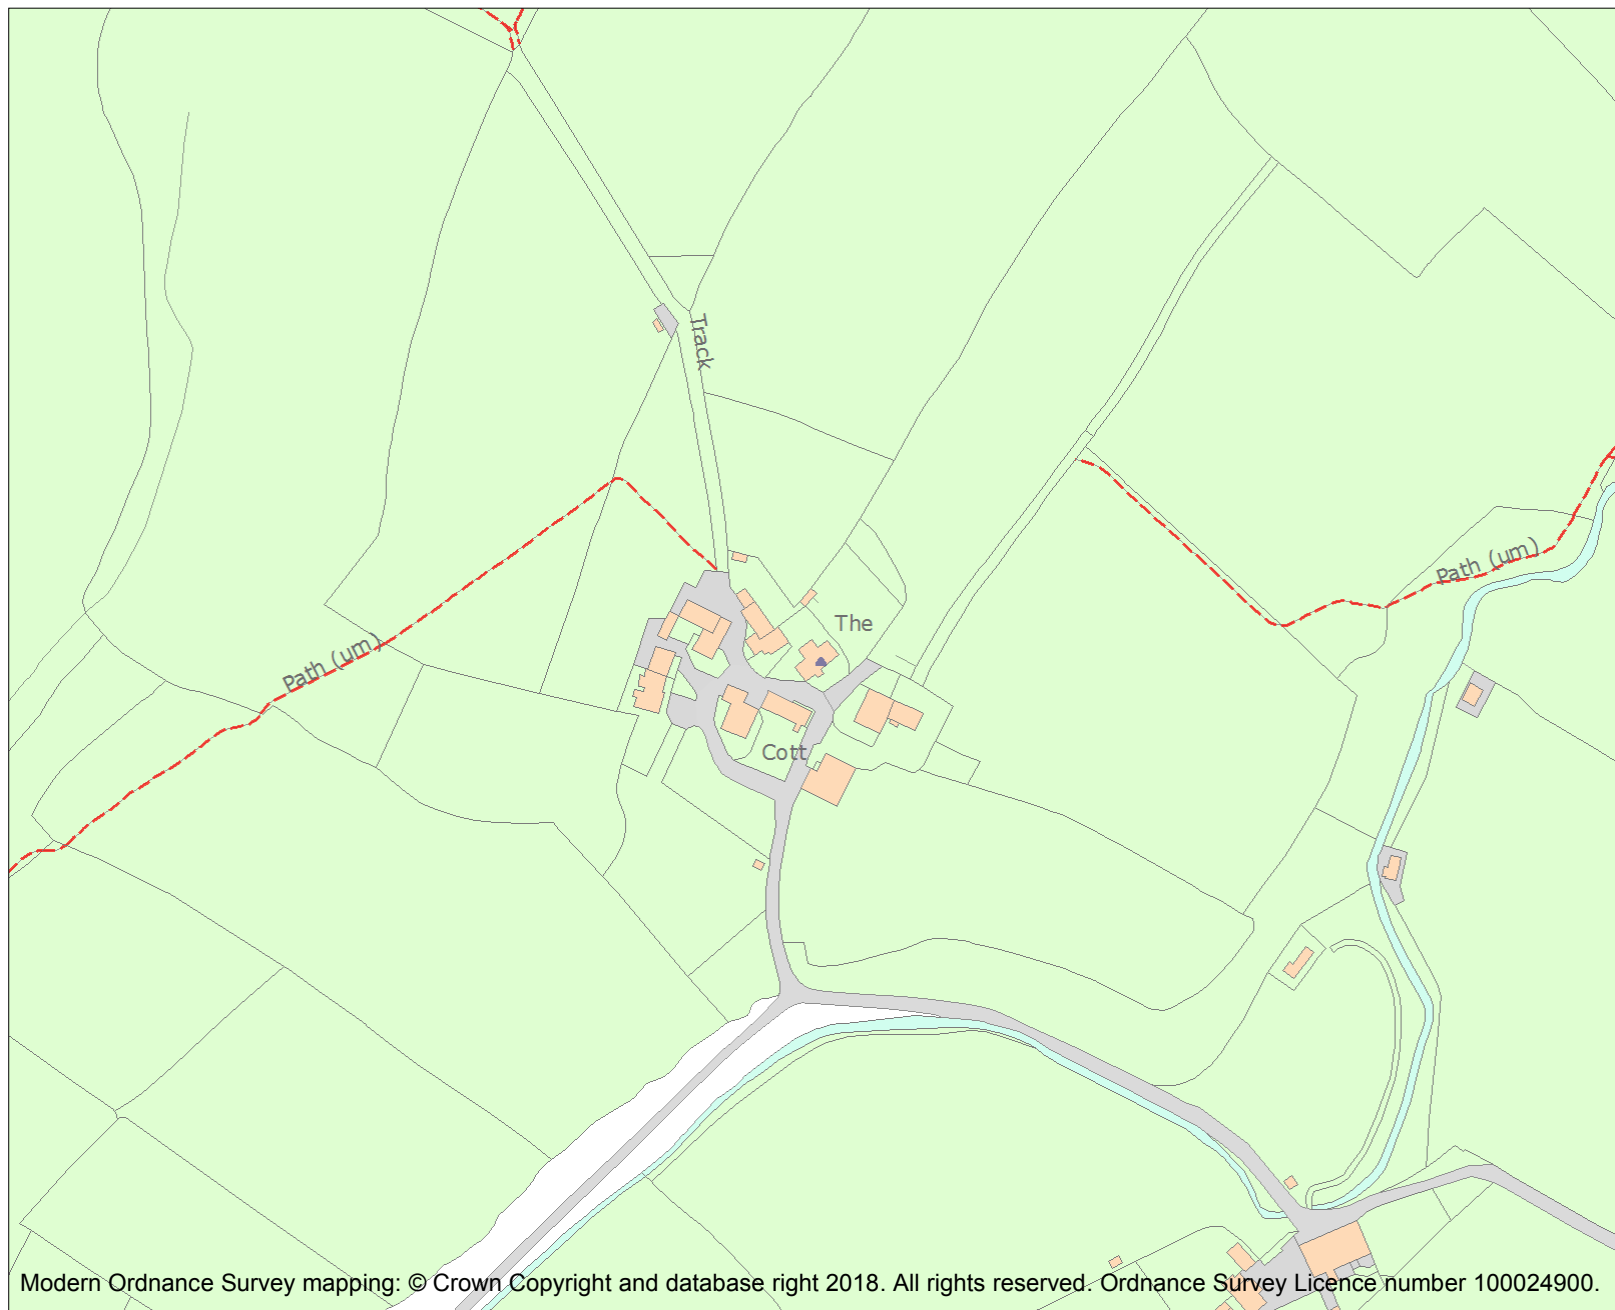 Track
The
Path (um)
Path (um)
Cott
Modern Ordnance Survey mapping: © Crown Copyright and database right 2018. All rights reserved. Ordnance Survey Licence number 100024900.